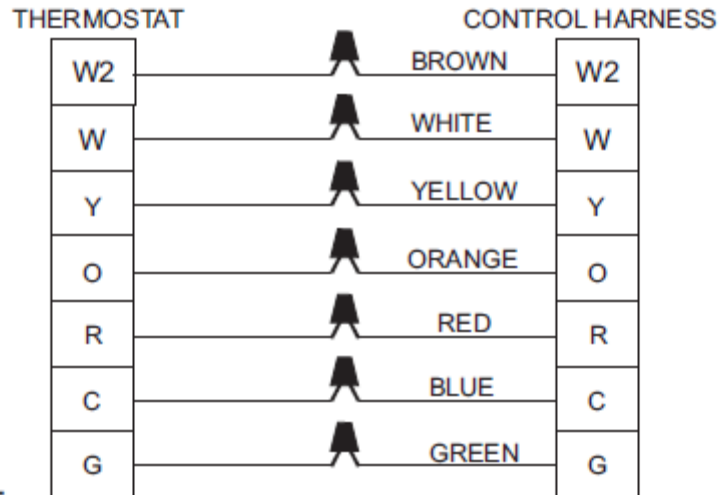 THERMOSTAT CONTROL HARNESS
W2 BROWN W2
W WHITE W
Y YELLOW Y
O ORANGE O
R RED R
C BLUE C
G GREEN G